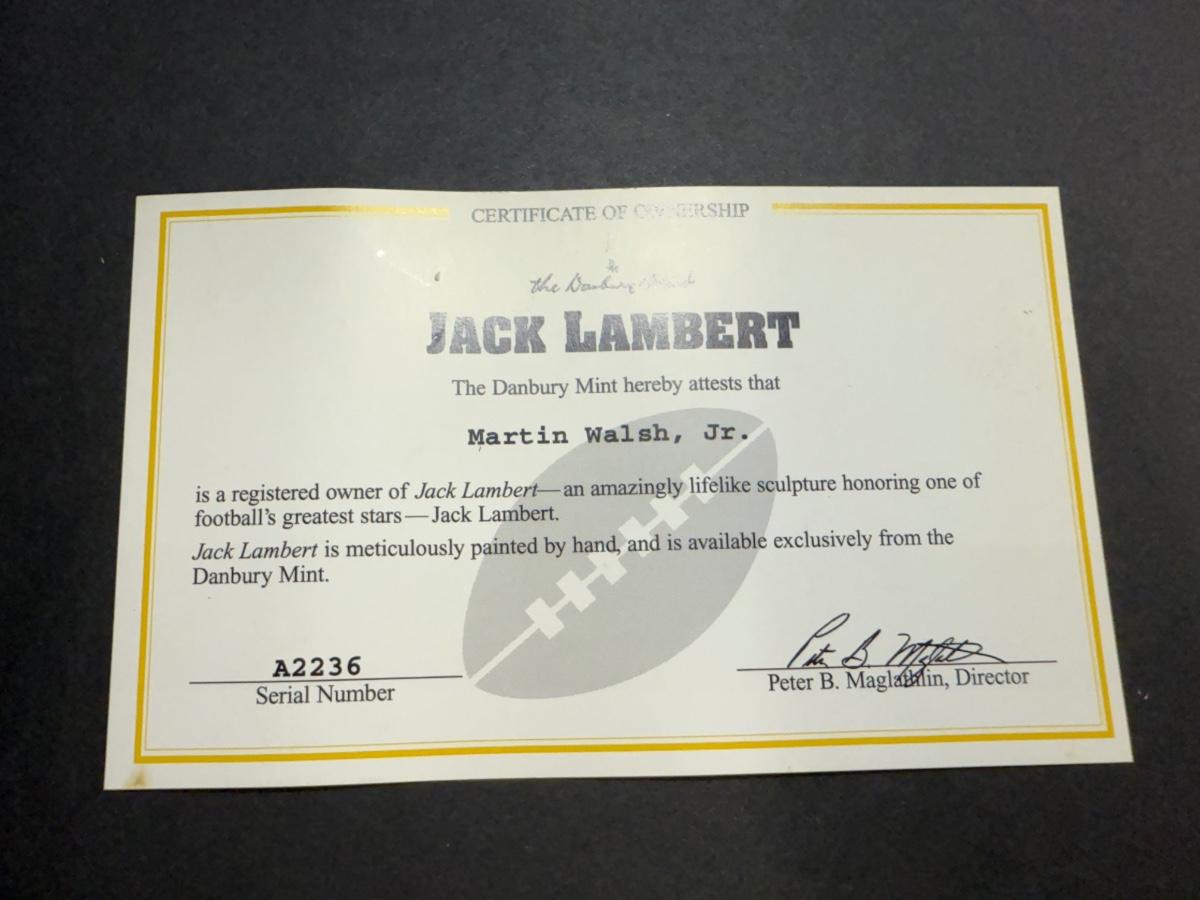 CERTIFICATE OF OWNERSHIP
the Danbury Mint
JACK LAMBERT
The Danbury Mint hereby attests that
Martin Walsh, Jr.
is a registered owner of Jack Lambert—an amazingly lifelike sculpture honoring one of
football's greatest stars—Jack Lambert.
Jack Lambert is meticulously painted by hand, and is available exclusively from the
Danbury Mint.
A2236
Serial Number
Peter B. Maglathlin
Peter B. Maglathlin, Director